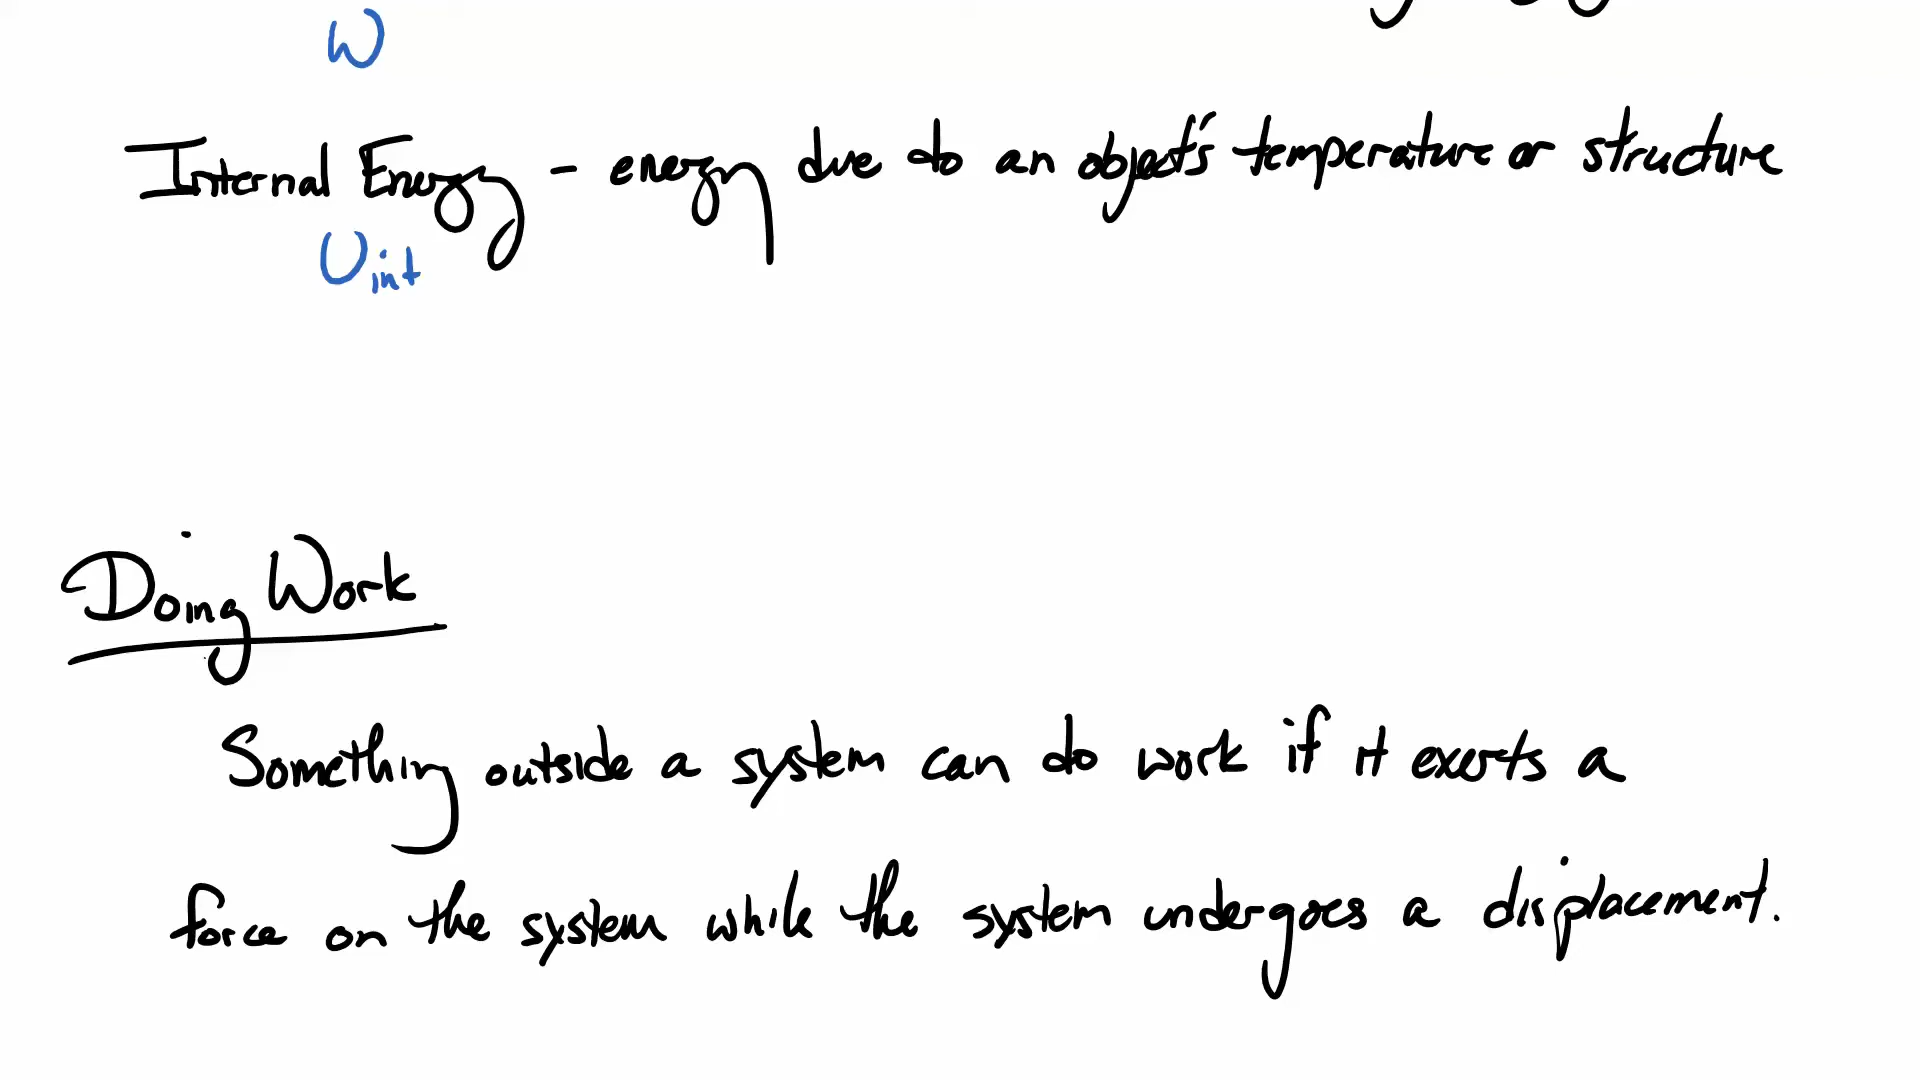 W
Internal Energy - energy due to an object's temperature or structure
Uint
Doing Work
Something outside a system can do work if it exerts a
force on the system while the system undergoes a displacement.